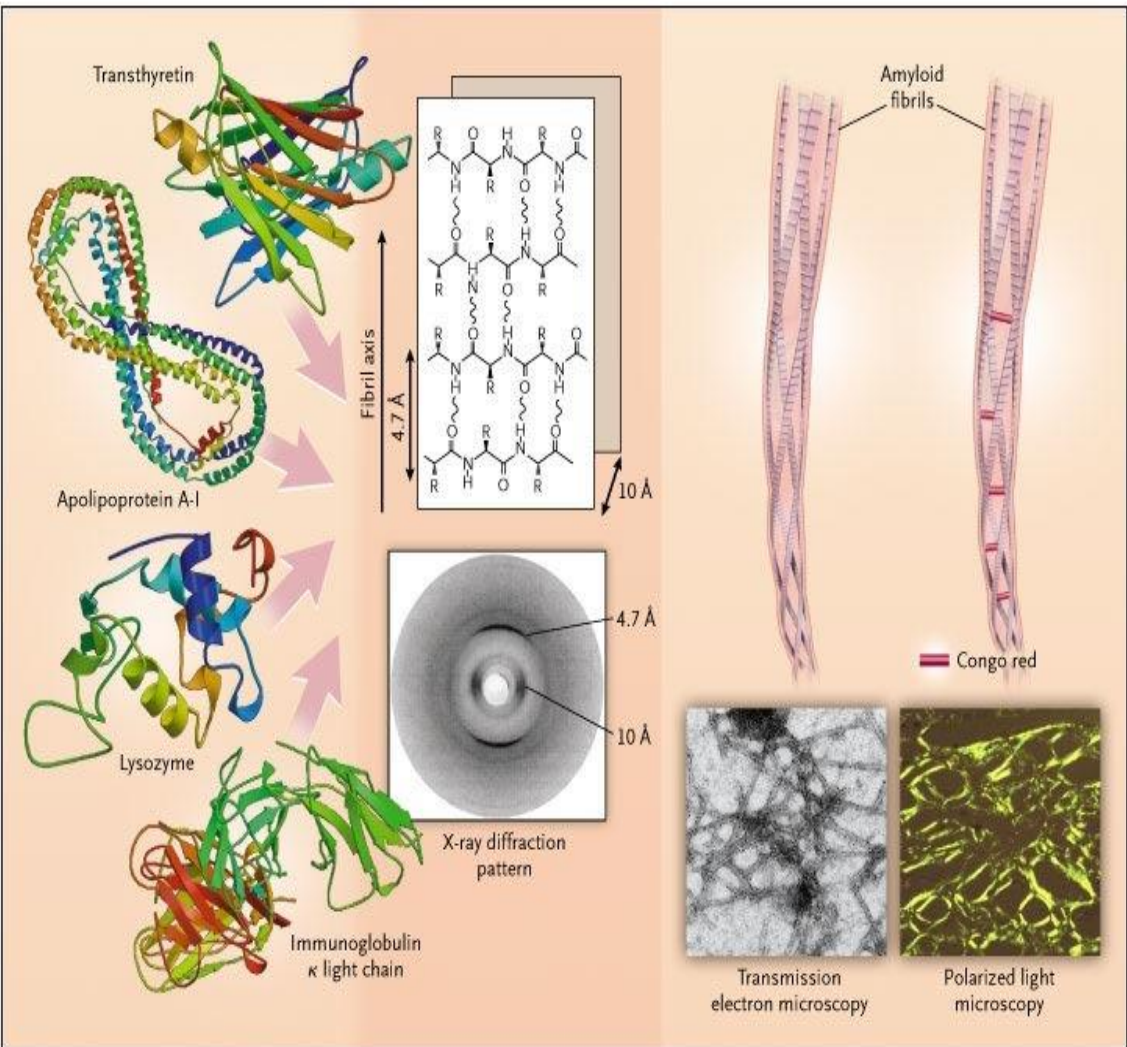 Transthyretin
Apolipoprotein A-I
Lysozyme
Immunoglobulin
κ light chain
Fibril axis
4.7 Å
R O H R O
N N
H R O H
O R H O
N N
R H O R
N
R O H R O
N N
H R O H
O R H O
N N
R H O R
10 Å
4.7 Å
10 Å
X-ray diffraction
pattern
Amyloid
fibrils
Congo red
Transmission
electron microscopy
Polarized light
microscopy